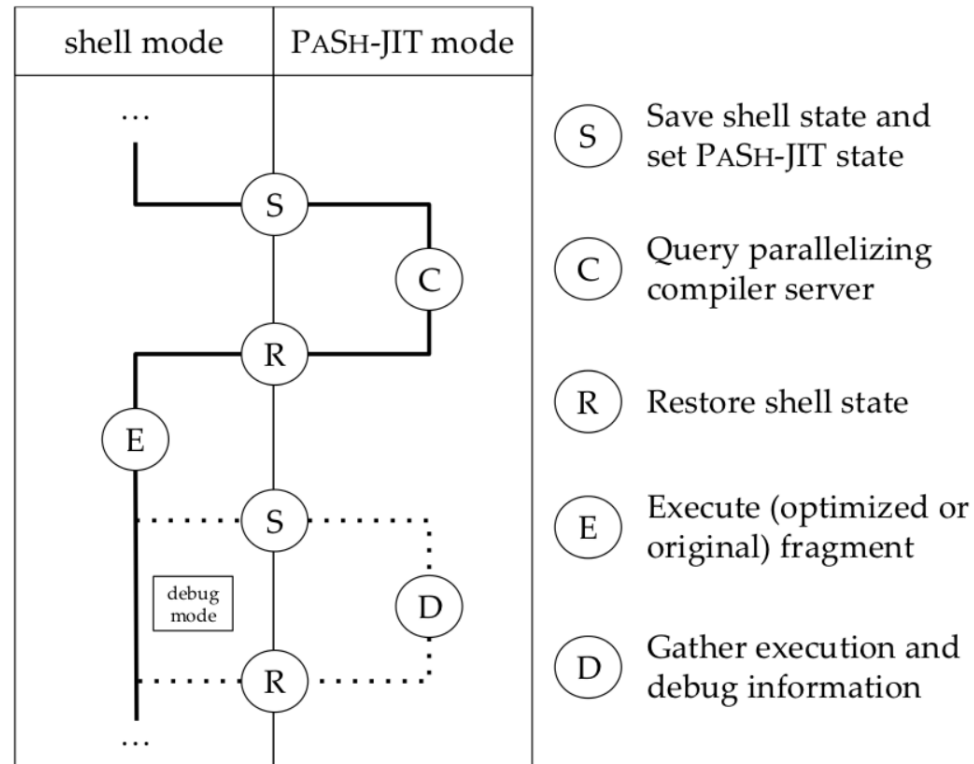 shell mode
PASH-JIT mode
...
S
C
R
E
S
debug
mode
D
R
...
S
Save shell state and
set PASH-JIT state
C
Query parallelizing
compiler server
R
Restore shell state
E
Execute (optimized or
original) fragment
D
Gather execution and
debug information